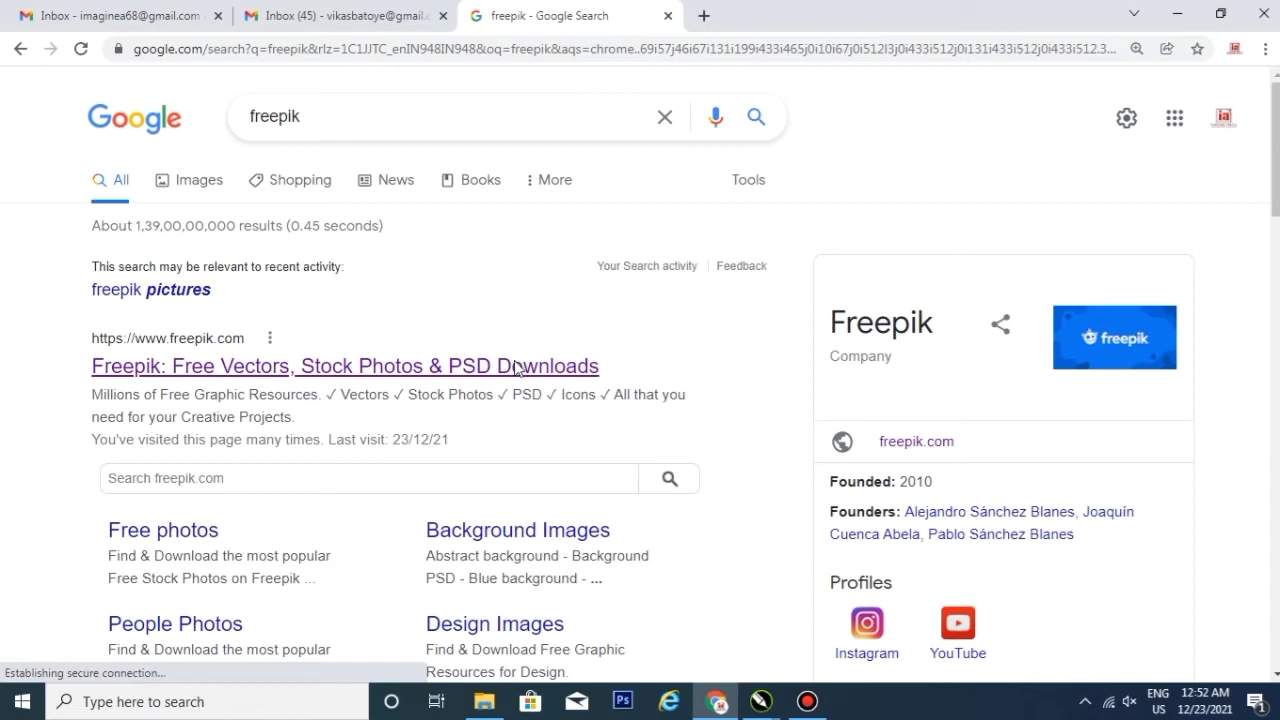 Inbox - imaginea68@gmail.com
Inbox (45) - vikasbatoye@gmail.
freepik - Google Search
google.com/search?q=freepik&rlz=1C1JJTC_enIN948IN948&oq=freepik&aqs=chrome..69i57j46i67i131i199i433i465j0i10i67j0i512l3j0i433i512j0i131i433i512j0i433i512.3...
Google
freepik
ia
All
Images
Shopping
News
Books
More
Tools
About 1,39,00,00,000 results (0.45 seconds)
This search may be relevant to recent activity:
Your Search activity
Feedback
freepik pictures
https://www.freepik.com
Freepik: Free Vectors, Stock Photos & PSD Downloads
Millions of Free Graphic Resources. ✓ Vectors ✓ Stock Photos ✓ PSD ✓ Icons ✓ All that you
need for your Creative Projects.
You've visited this page many times. Last visit: 23/12/21
Search freepik.com
Free photos
Find & Download the most popular
Free Stock Photos on Freepik ...
Background Images
Abstract background - Background
PSD - Blue background - ...
People Photos
Find & Download the most popular
Design Images
Find & Download Free Graphic
Resources for Design.
Freepik
Company
freepik
freepik.com
Founded: 2010
Founders: Alejandro Sánchez Blanes, Joaquín
Cuenca Abela, Pablo Sánchez Blanes
Profiles
Instagram
YouTube
Establishing secure connection...
Type here to search
Ps
ENG
US
12:52 AM
12/23/2021
1